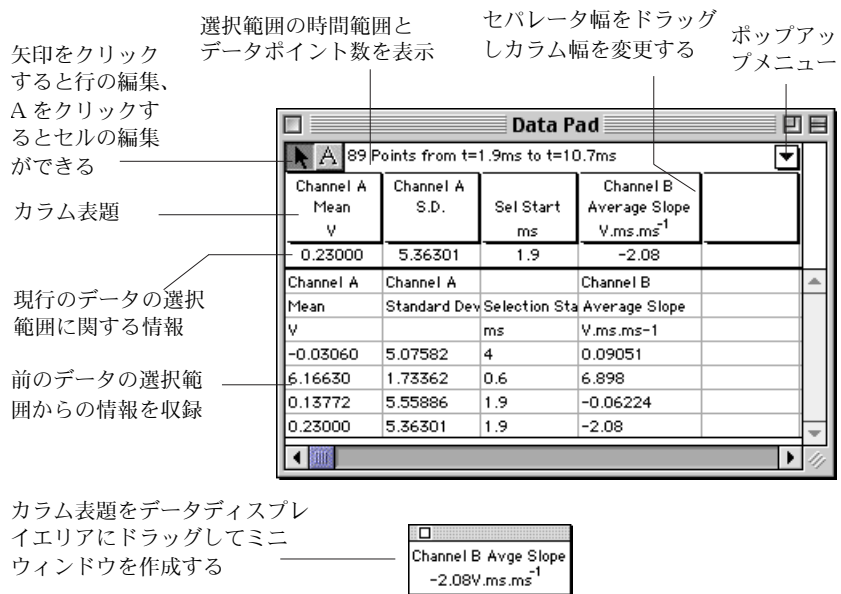 選択範囲の時間範囲と
データポイント数を表示
セパレータ幅をドラッグ
しカラム幅を変更する
ポップアッ
プメニュー
矢印をクリック
すると行の編集、
A をクリックす
るとセルの編集
ができる
カラム表題
現行のデータの選択
範囲に関する情報
前のデータの選択範
囲からの情報を収録
Data Pad
A 89 Points from t=1.9ms to t=10.7ms
Channel A Channel A Channel B
Mean S.D. Sel Start Average Slope
V ms V.ms.ms-1
0.23000 5.36301 1.9 -2.08
Channel A Channel A Channel B
Mean Standard Dev Selection Sta Average Slope
V ms V.ms-1
-0.03060 5.07582 4 0.09051
6.16630 1.73362 0.6 6.898
0.13772 5.55886 1.9 -0.06224
0.23000 5.36301 1.9 -2.08
カラム表題をデータディスプレ
イエリアにドラッグしてミニ
ウィンドウを作成する
Channel B Avge Slope
-2.08V.ms.ms-1